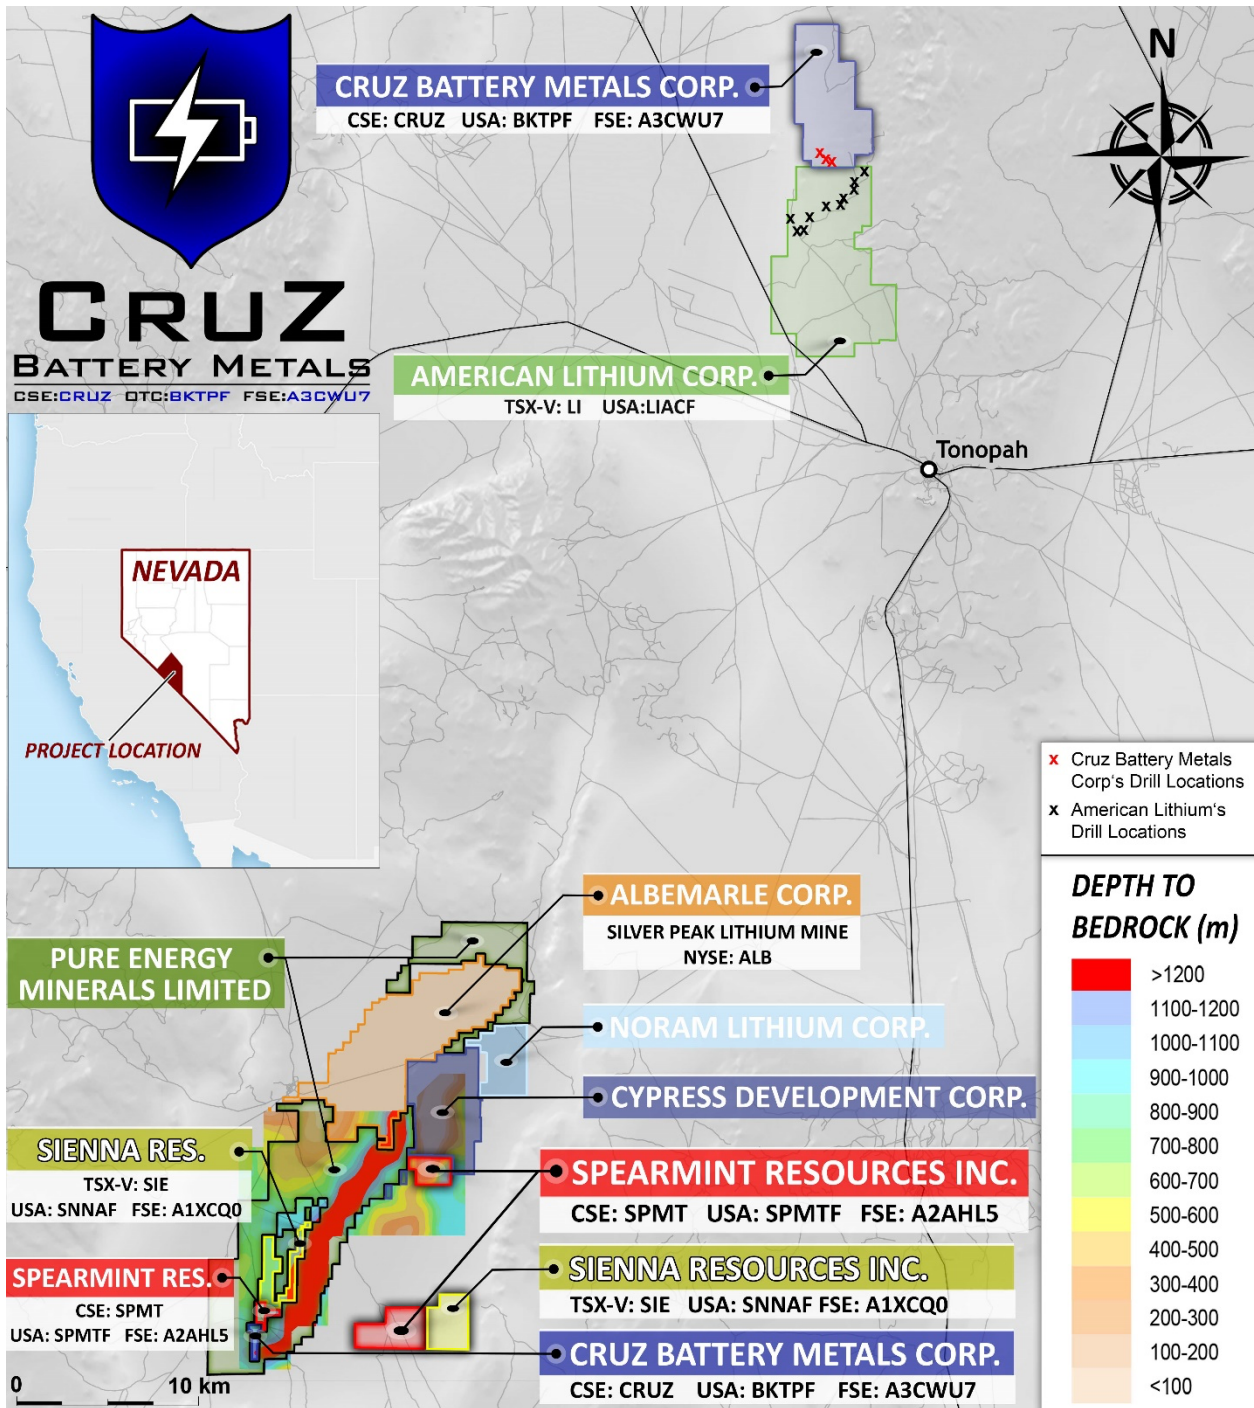 CRUZ BATTERY METALS CORP.
CSE: CRUZ USA: BKTPF FSE: A3CWU7
N
CRUZ
BATTERY METALS
CSE:CRUZ OTC:BKTPF FSE:A3CWU7
AMERICAN LITHIUM CORP.
TSX-V: LI USA:LIACF
Tonopah
NEVADA
PROJECT LOCATION
x Cruz Battery Metals
Corp's Drill Locations
x American Lithium's
Drill Locations
DEPTH TO
BEDROCK (m)
>1200
1100-1200
1000-1100
900-1000
800-900
700-800
600-700
500-600
400-500
300-400
200-300
100-200
<100
ALBEMARLE CORP.
SILVER PEAK LITHIUM MINE
NYSE: ALB
PURE ENERGY
MINERALS LIMITED
NORAM LITHIUM CORP.
CYPRESS DEVELOPMENT CORP.
SIENNA RES.
TSX-V: SIE
USA: SNNAF FSE: A1XCQ0
SPEARMINT RESOURCES INC.
CSE: SPMT USA: SPMTF FSE: A2AHL5
SIENNA RESOURCES INC.
TSX-V: SIE USA: SNNAF FSE: A1XCQ0
SPEARMINT RES.
CSE: SPMT
USA: SPMTF FSE: A2AHL5
CRUZ BATTERY METALS CORP.
CSE: CRUZ USA: BKTPF FSE: A3CWU7
0 10 km